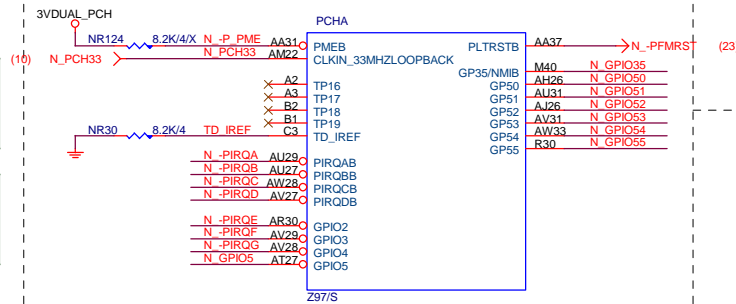 3VDUAL_PCH
PCHA
NR124 8.2K/4/X N_-P_PME AA31 PMEB PLTRSTB AA37 N_-PFMRST (23
(10) N_PCH33 N_PCH33 AM22 CLKIN_33MHZLOOPBACK
GP35/NMIB M40 N_GPIO35
A2 TP16 GP50 AH26 N_GPIO50
A3 TP17 GP51 AU31 N_GPIO51
B2 TP18 GP52 AJ26 N_GPIO52
B1 TP19 GP53 AV31 N_GPIO53
NR30 8.2K/4 TD_IREF C3 TD_IREF GP54 AW33 N_GPIO54
GP55 R30 N_GPIO55
N_-PIRQA AU29 PIRQAB
N_-PIRQB AU27 PIRQBB
N_-PIRQC AW28 PIRQCB
N_-PIRQD AV27 PIRQDB
N_-PIRQE AR30 GPIO2
N_-PIRQF AV29 GPIO3
N_-PIRQG AV28 GPIO4
N_GPIO5 AT27 GPIO5
Z97/S